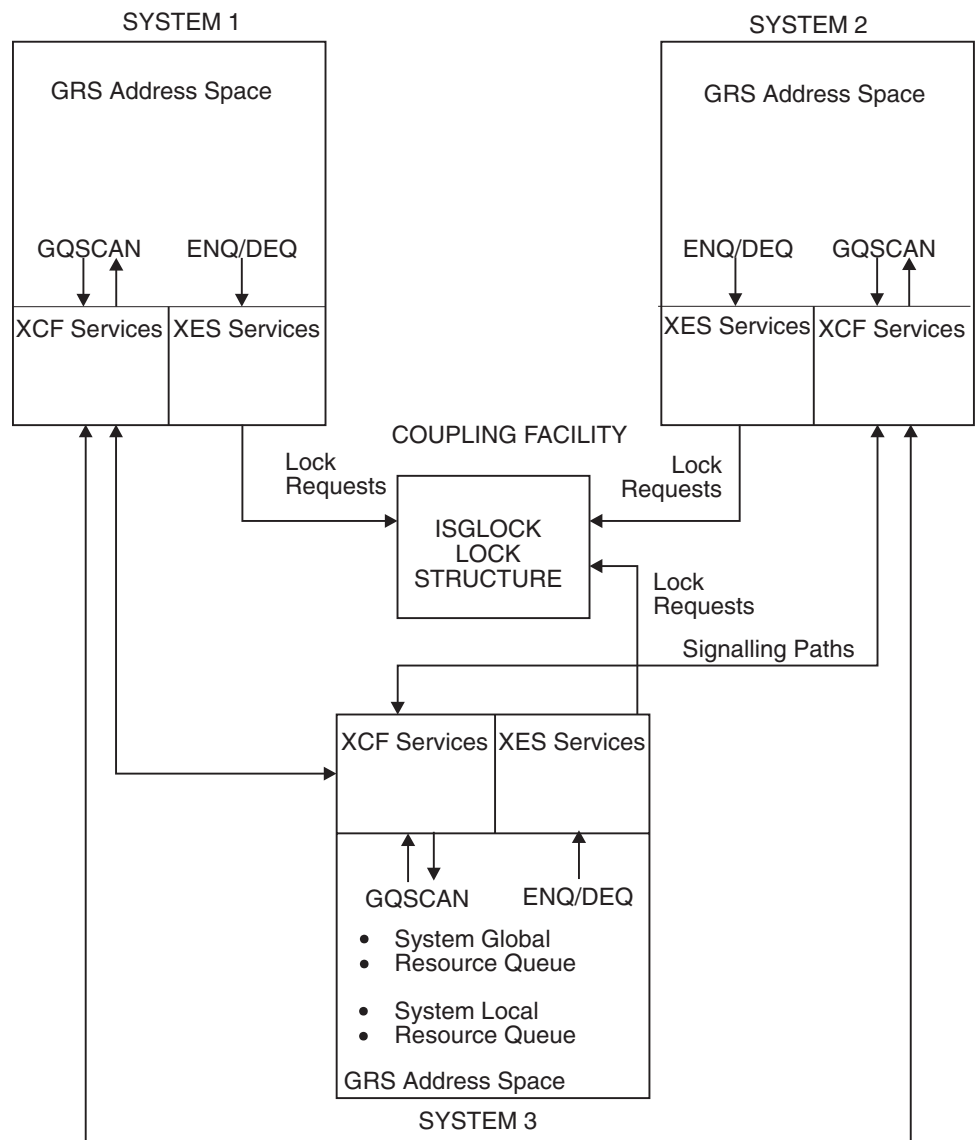 SYSTEM 1
SYSTEM 2
GRS Address Space
GRS Address Space
GQSCAN
ENQ/DEQ
ENQ/DEQ
GQSCAN
XCF Services
XES Services
XES Services
XCF Services
COUPLING FACILITY
Lock
Requests
Lock
Requests
ISGLOCK
LOCK
STRUCTURE
Lock
Requests
Signalling Paths
XCF Services
XES Services
GQSCAN
ENQ/DEQ
• System Global
• Resource Queue
• System Local
• Resource Queue
GRS Address Space
SYSTEM 3